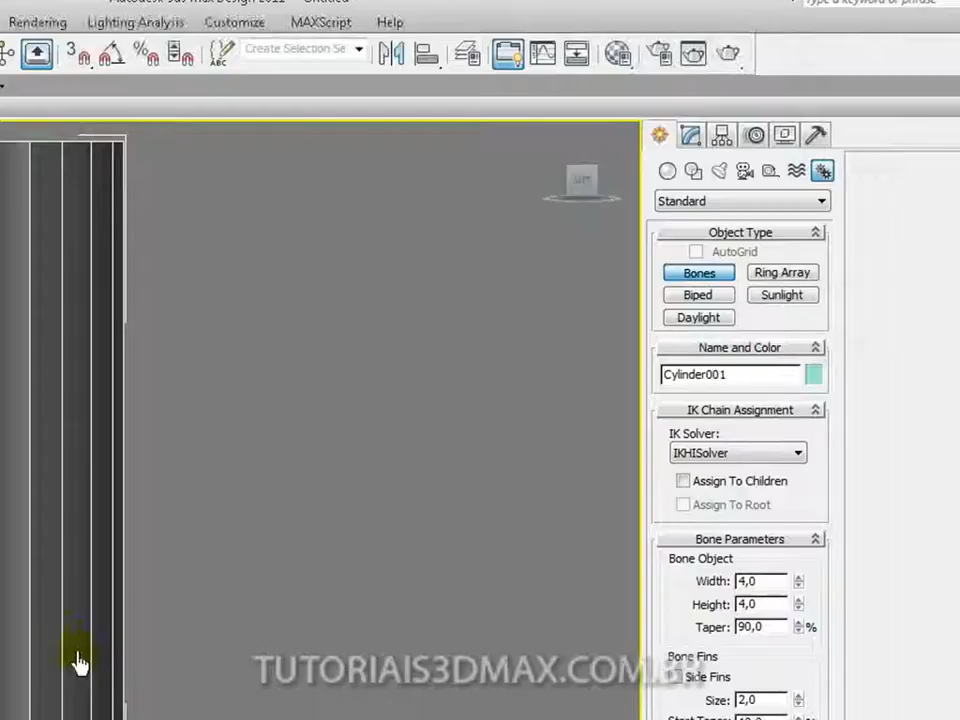 Rendering Lighting Analysis Customize MAXScript Help
3
%
ABC
Create Selection Se
Standard
Object Type
AutoGrid
Bones Ring Array
Biped Sunlight
Daylight
Name and Color
Cylinder001
IK Chain Assignment
IK Solver:
IKHISolver
Assign To Children
Assign To Root
Bone Parameters
Bone Object
Width: 4,0
Height: 4,0
Taper: 90,0 %
Bone Fins
Side Fins
Size: 2,0
TUTORIAIS3DMAX.COM.BR